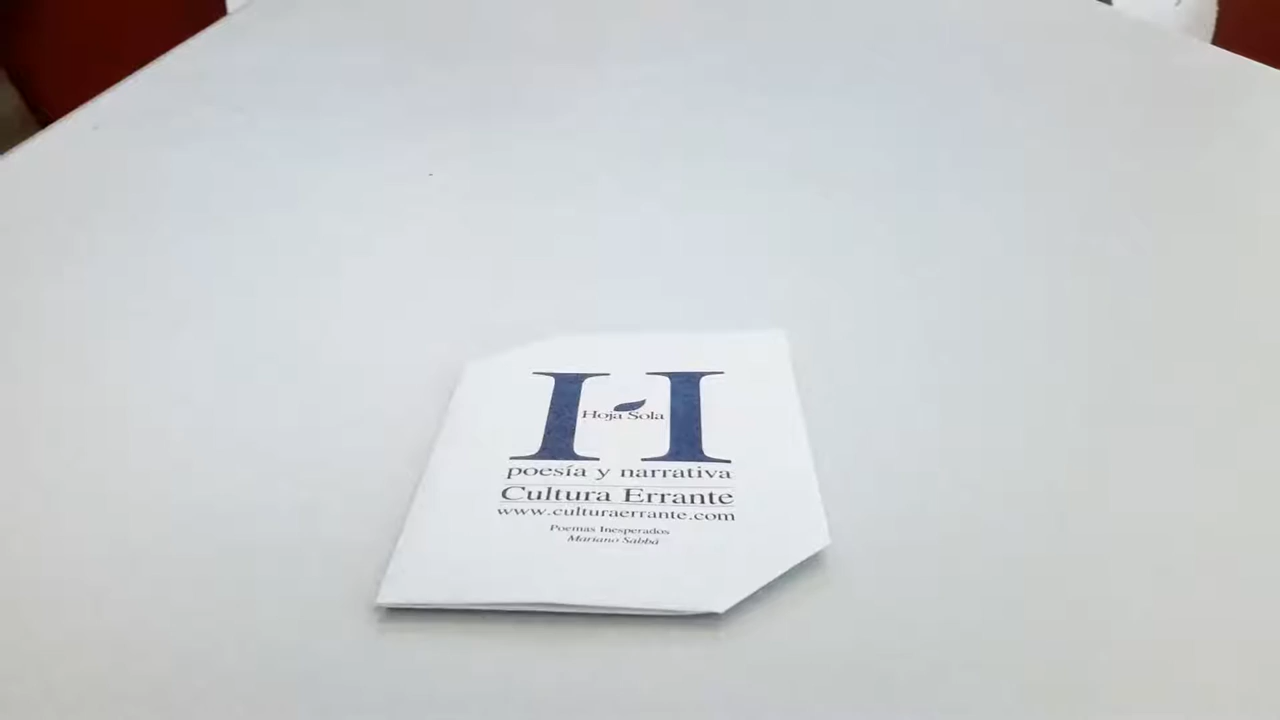 H
Hoja Sola
poesía y narrativa
Cultura Errante
www.culturaerrante.com
Poemas Inesperados
Mariano Sabbá